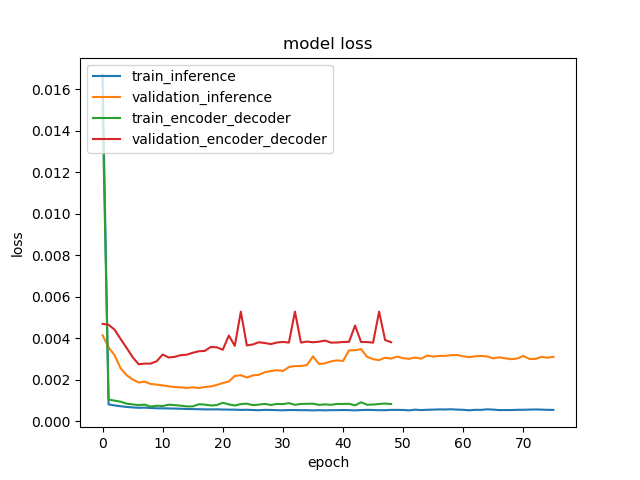 model loss
train_inference
validation_inference
train_encoder_decoder
validation_encoder_decoder
0.016
0.014
0.012
0.010
0.008
0.006
0.004
0.002
0.000
loss
0 10 20 30 40 50 60 70
epoch